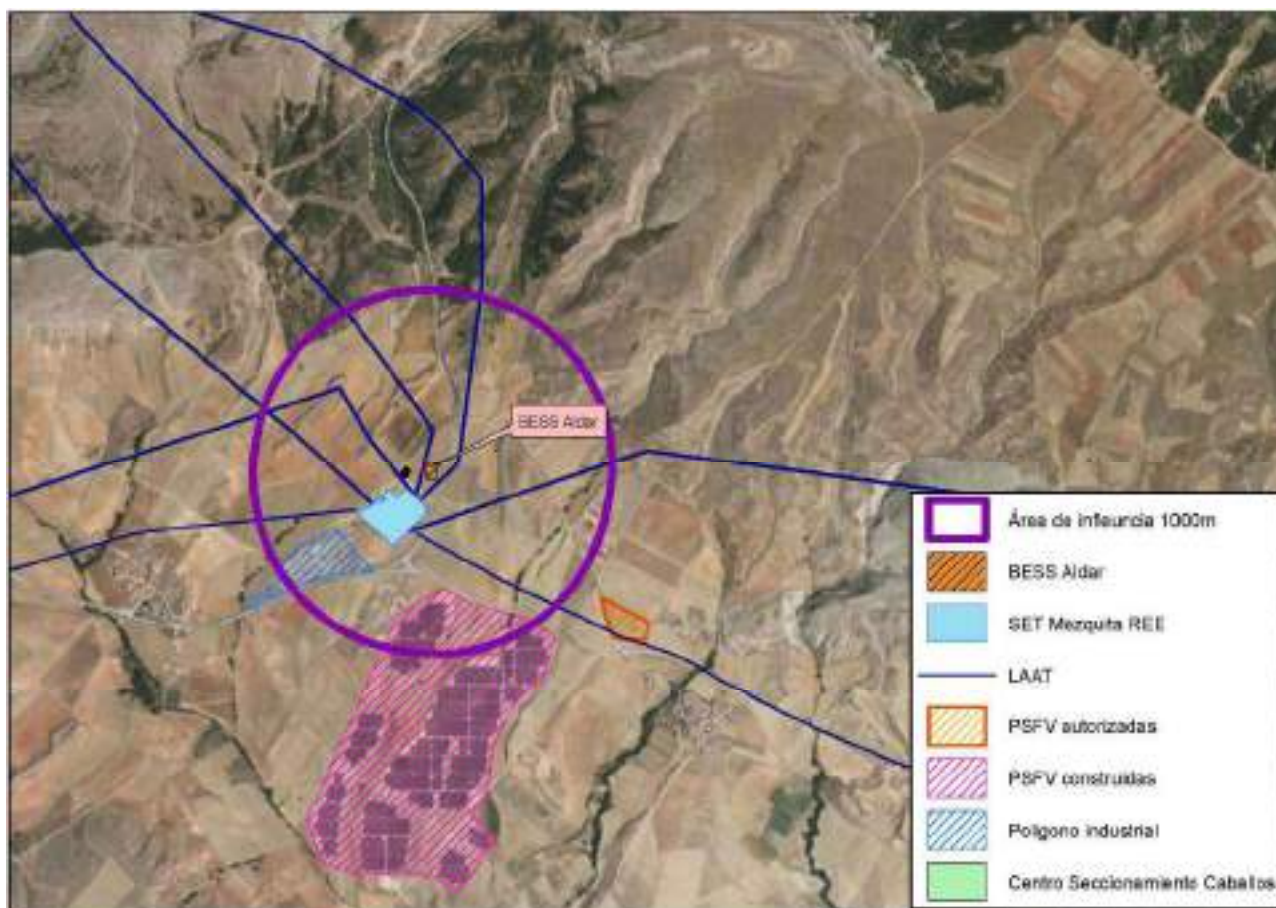 BESS Aldar
Área de influencia 1000m
BESS Aldar
SET Mezquita REE
LAAT
PSFV autorizadas
PSFV construidas
Polígono industrial
Centro Seccionamiento Caballos